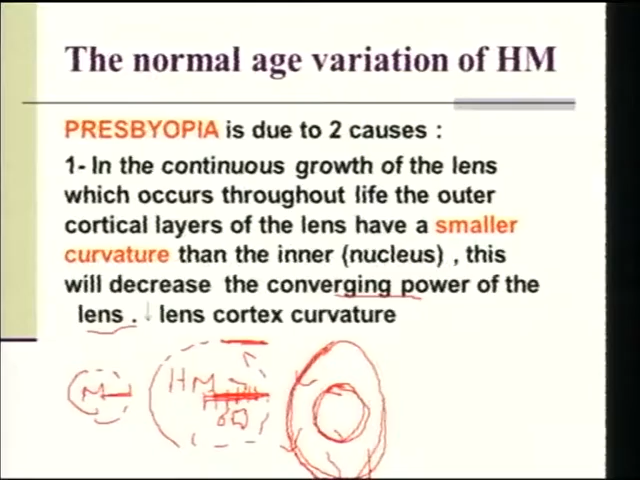 The normal age variation of HM
PRESBYOPIA is due to 2 causes :
1- In the continuous growth of the lens
which occurs throughout life the outer
cortical layers of the lens have a smaller
curvature than the inner (nucleus) , this
will decrease the converging power of the
lens . ↓ lens cortex curvature
M HM